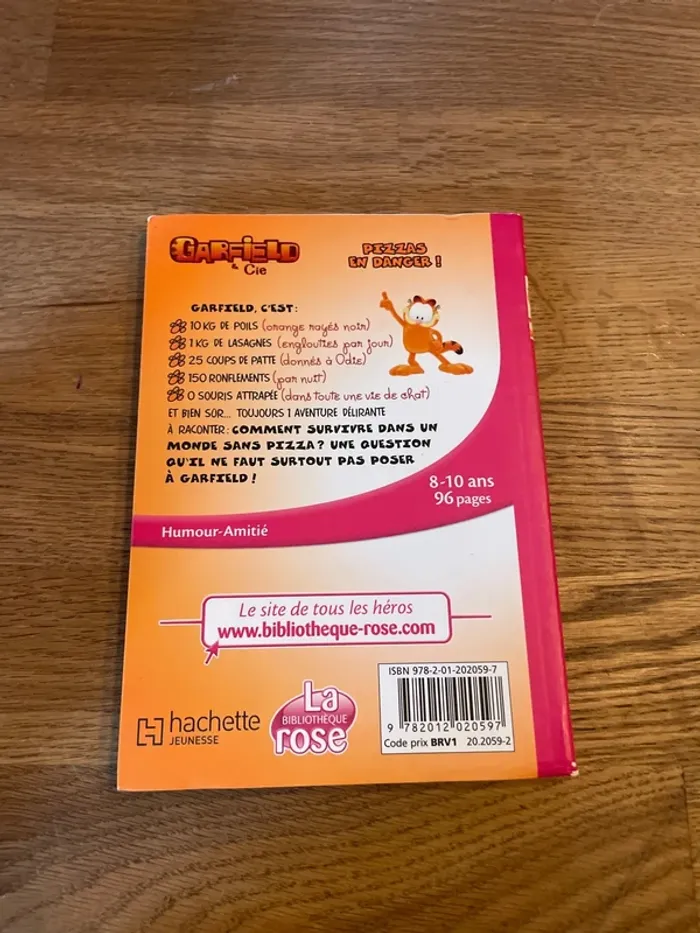 GARFIELD
& Cie
PIZZAS
EN DANGER !
GARFIELD, C'EST :
10 KG DE POILS (orange rayés noir)
1 KG DE LASAGNES (englouties par jour)
25 COUPS DE PATTE (donnés à Odie)
150 RONFLEMENTS (par nuit)
0 SOURIS ATTRAPÉE (dans toute une vie de chat)
ET BIEN SÛR... TOUJOURS 1 AVENTURE DÉLIRANTE
À RACONTER : COMMENT SURVIVRE DANS UN
MONDE SANS PIZZA ? UNE QUESTION
QU'IL NE FAUT SURTOUT PAS POSER
À GARFIELD !
8-10 ans
96 pages
Humour-Amitié
Le site de tous les héros
www.bibliotheque-rose.com
ISBN 978-2-01-202059-7
9 782012 020597
Code prix BRV1 20.2059-2
hachette
JEUNESSE
La
BIBLIOTHÈQUE
rose